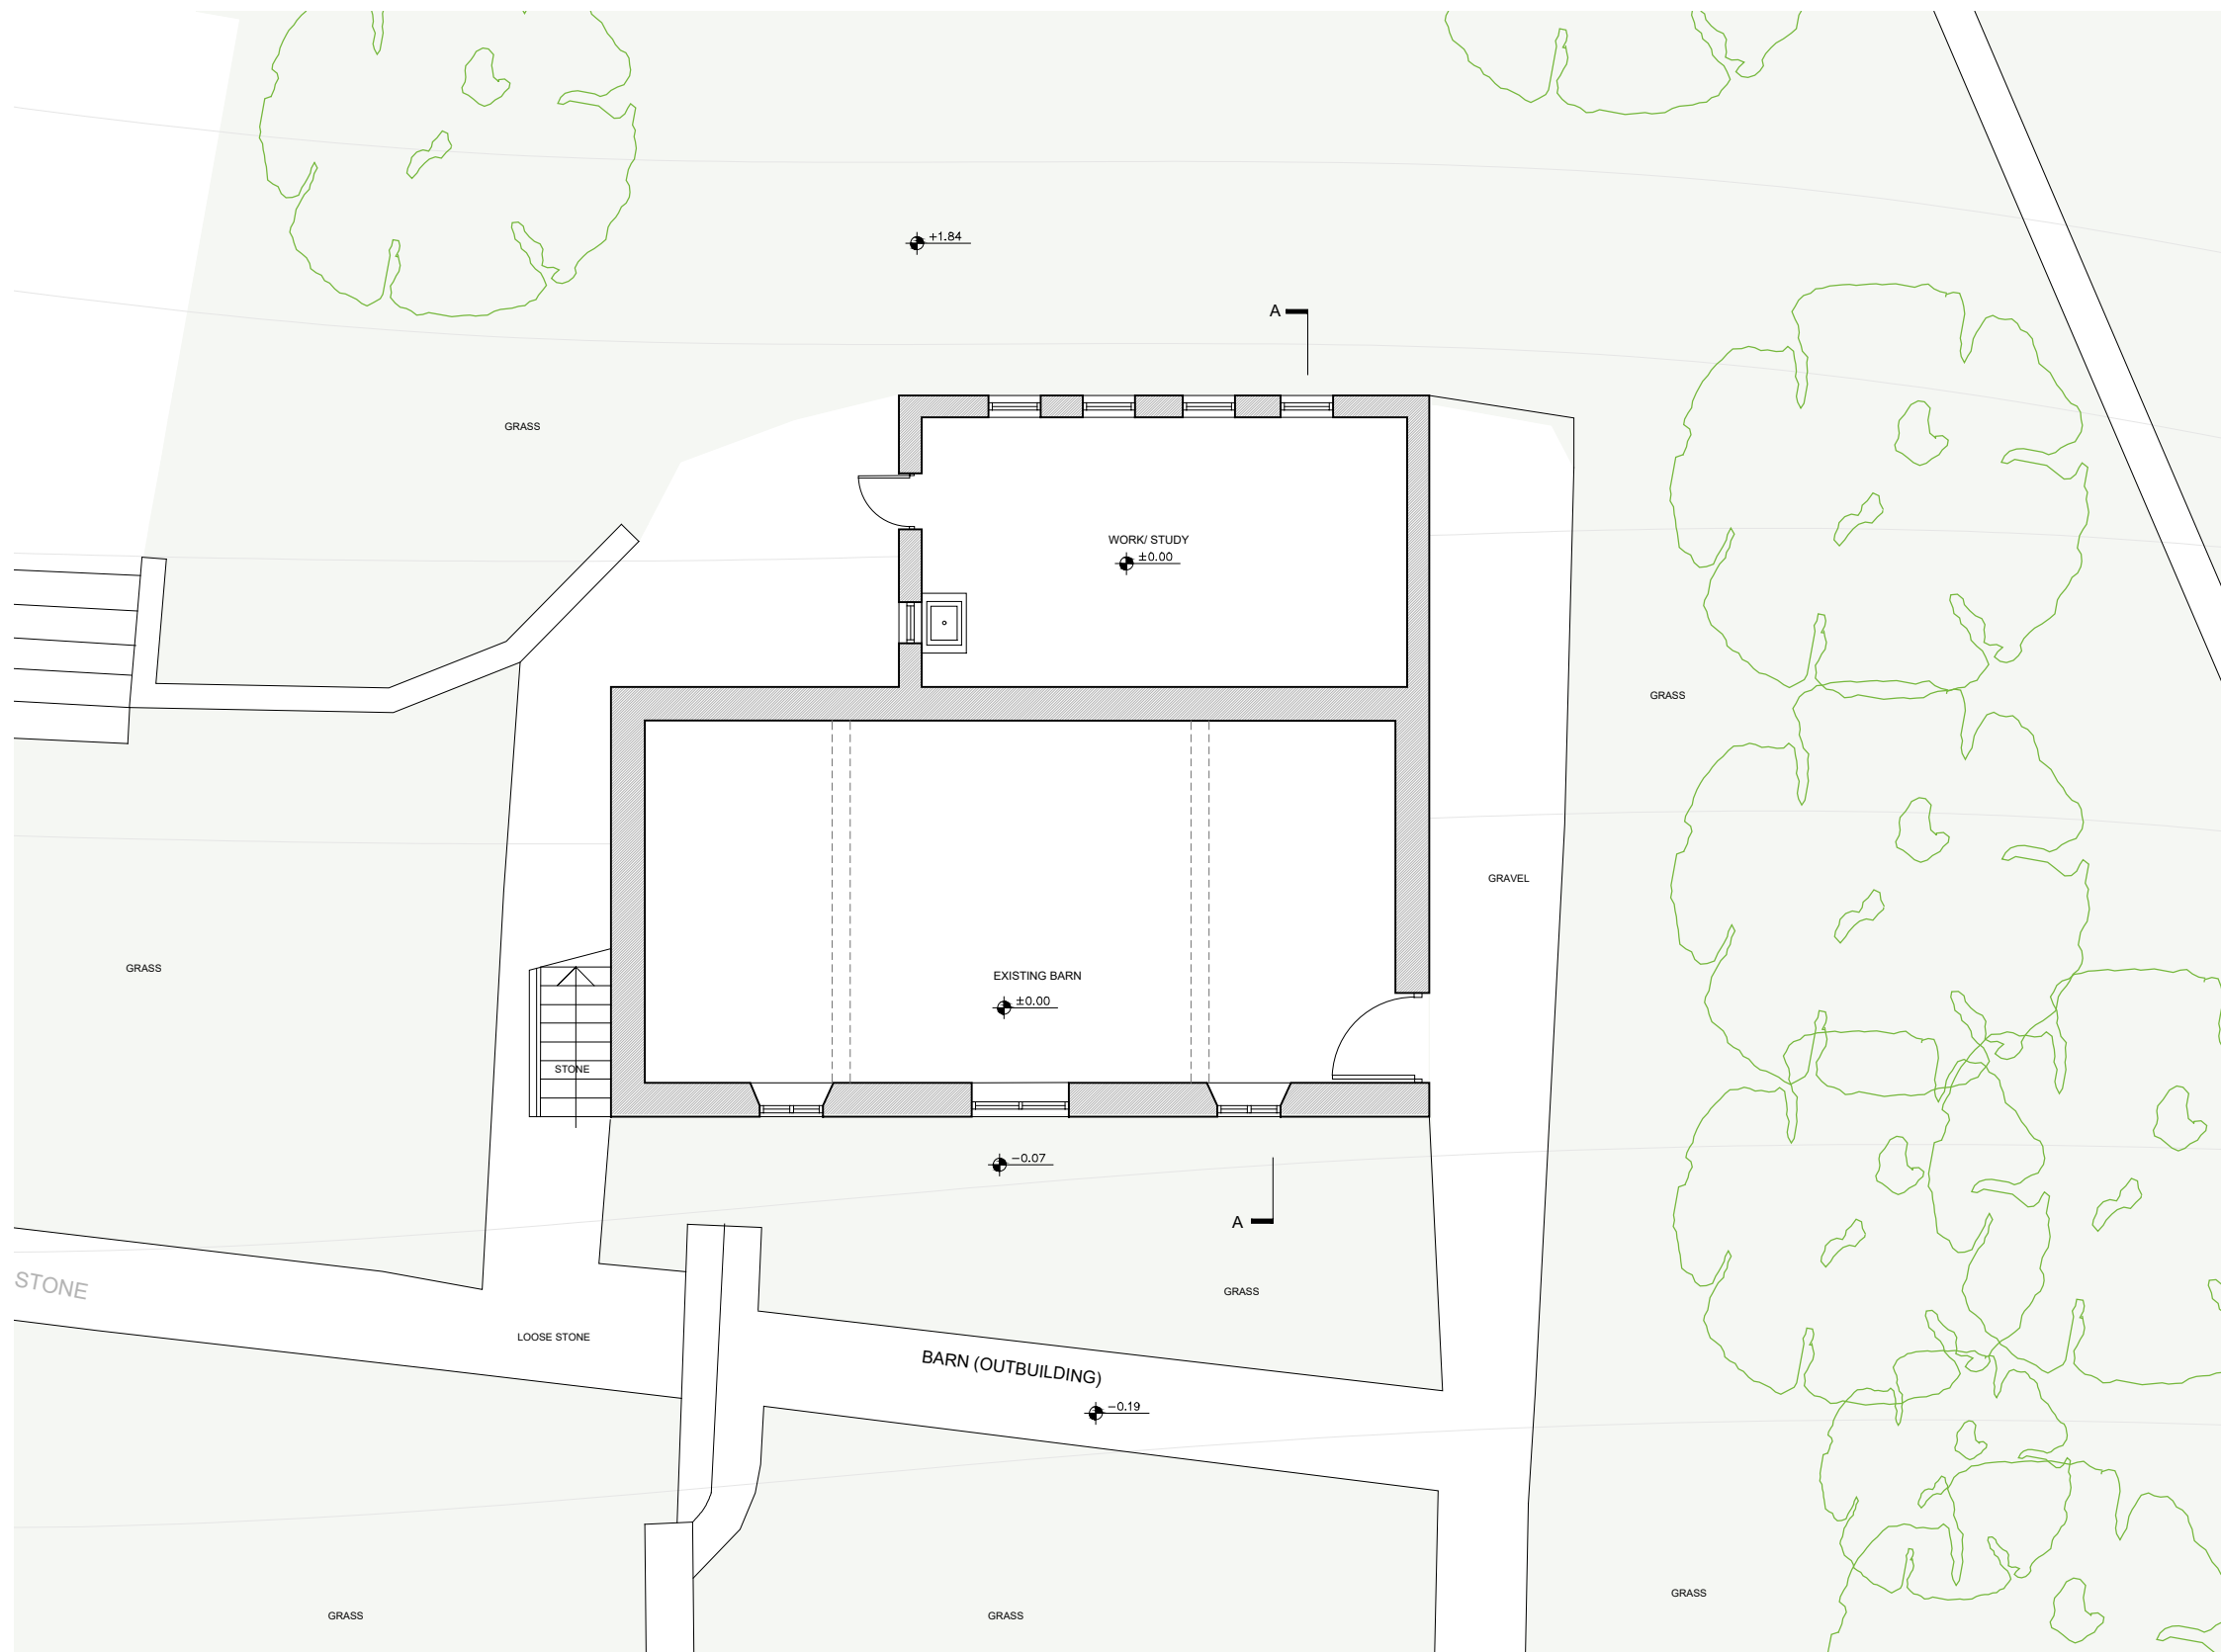 +1.84
A
GRASS
WORK/ STUDY
±0.00
GRASS
GRAVEL
GRASS
EXISTING BARN
±0.00
STONE
−0.07
A
STONE
GRASS
LOOSE STONE
BARN (OUTBUILDING)
−0.19
GRASS
GRASS
GRASS